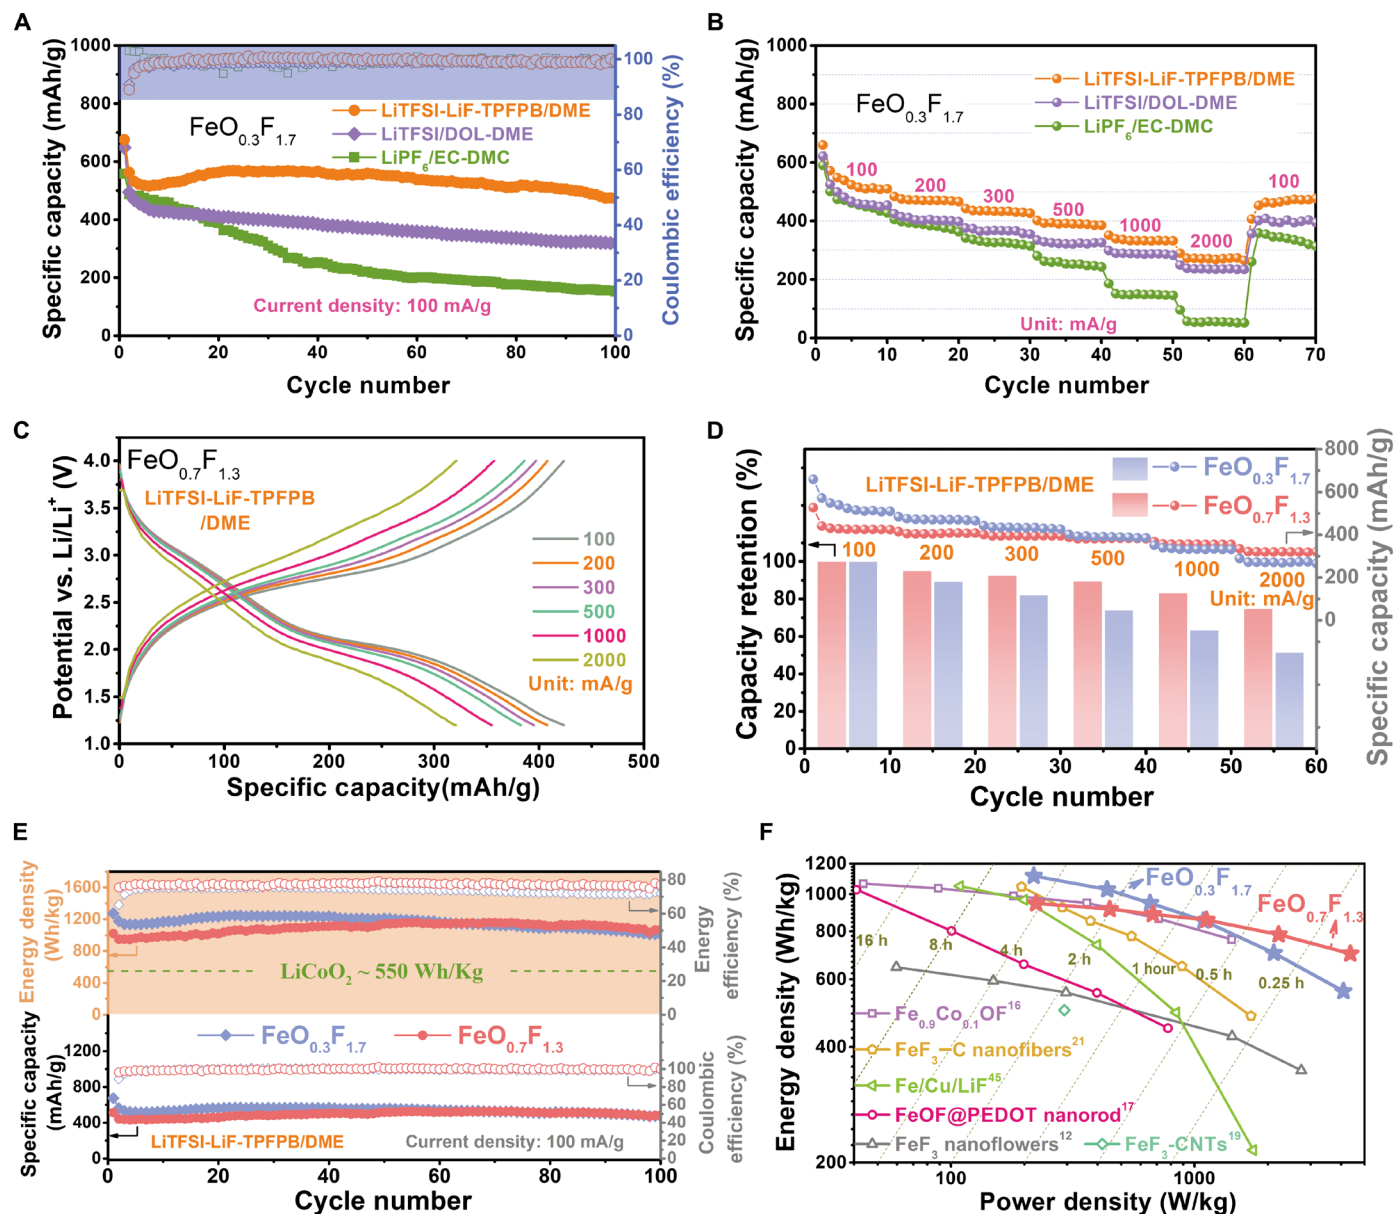 A
Specific capacity (mAh/g)
1000
800
600
400
200
0
0
20
40
60
80
100
Cycle number
100
80
60
40
20
0
Coulombic efficiency (%)
FeO0.3F1.7
LiTFSI-LiF-TPFPB/DME
LiTFSI/DOL-DME
LiPF6/EC-DMC
Current density: 100 mA/g
B
Specific capacity (mAh/g)
1000
800
600
400
200
0
0
10
20
30
40
50
60
70
Cycle number
FeO0.3F1.7
LiTFSI-LiF-TPFPB/DME
LiTFSI/DOL-DME
LiPF6/EC-DMC
100
200
300
500
1000
2000
100
Unit: mA/g
C
Potential vs. Li/Li+ (V)
4.0
3.5
3.0
2.5
2.0
1.5
1.0
0
100
200
300
400
500
Specific capacity(mAh/g)
FeO0.7F1.3
LiTFSI-LiF-TPFPB
/DME
100
200
300
500
1000
2000
Unit: mA/g
D
Capacity retention (%)
100
80
60
40
20
0
0
10
20
30
40
50
60
Cycle number
800
600
400
200
0
Specific capacity (mAh/g)
LiTFSI-LiF-TPFPB/DME
FeO0.3F1.7
FeO0.7F1.3
100
200
300
500
1000
2000
Unit: mA/g
E
Energy density
(Wh/kg)
1600
1200
800
400
0
80
60
40
20
0
Energy
efficiency (%)
LiCoO2 ~ 550 Wh/Kg
Specific capacity
(mAh/g)
1200
800
400
0
100
80
60
40
20
0
Coulombic
efficiency (%)
FeO0.3F1.7
FeO0.7F1.3
LiTFSI-LiF-TPFPB/DME
Current density: 100 mA/g
0
20
40
60
80
100
Cycle number
F
Energy density (Wh/kg)
1200
1000
800
600
400
200
100
1000
Power density (W/kg)
FeO0.3F1.7
FeO0.7F1.3
16 h
8 h
4 h
2 h
1 hour
0.5 h
0.25 h
Fe0.9Co0.1OF16
FeF3–C nanofibers21
Fe/Cu/LiF45
FeOF@PEDOT nanorod17
FeF3 nanoflowers12
FeF3-CNTs19